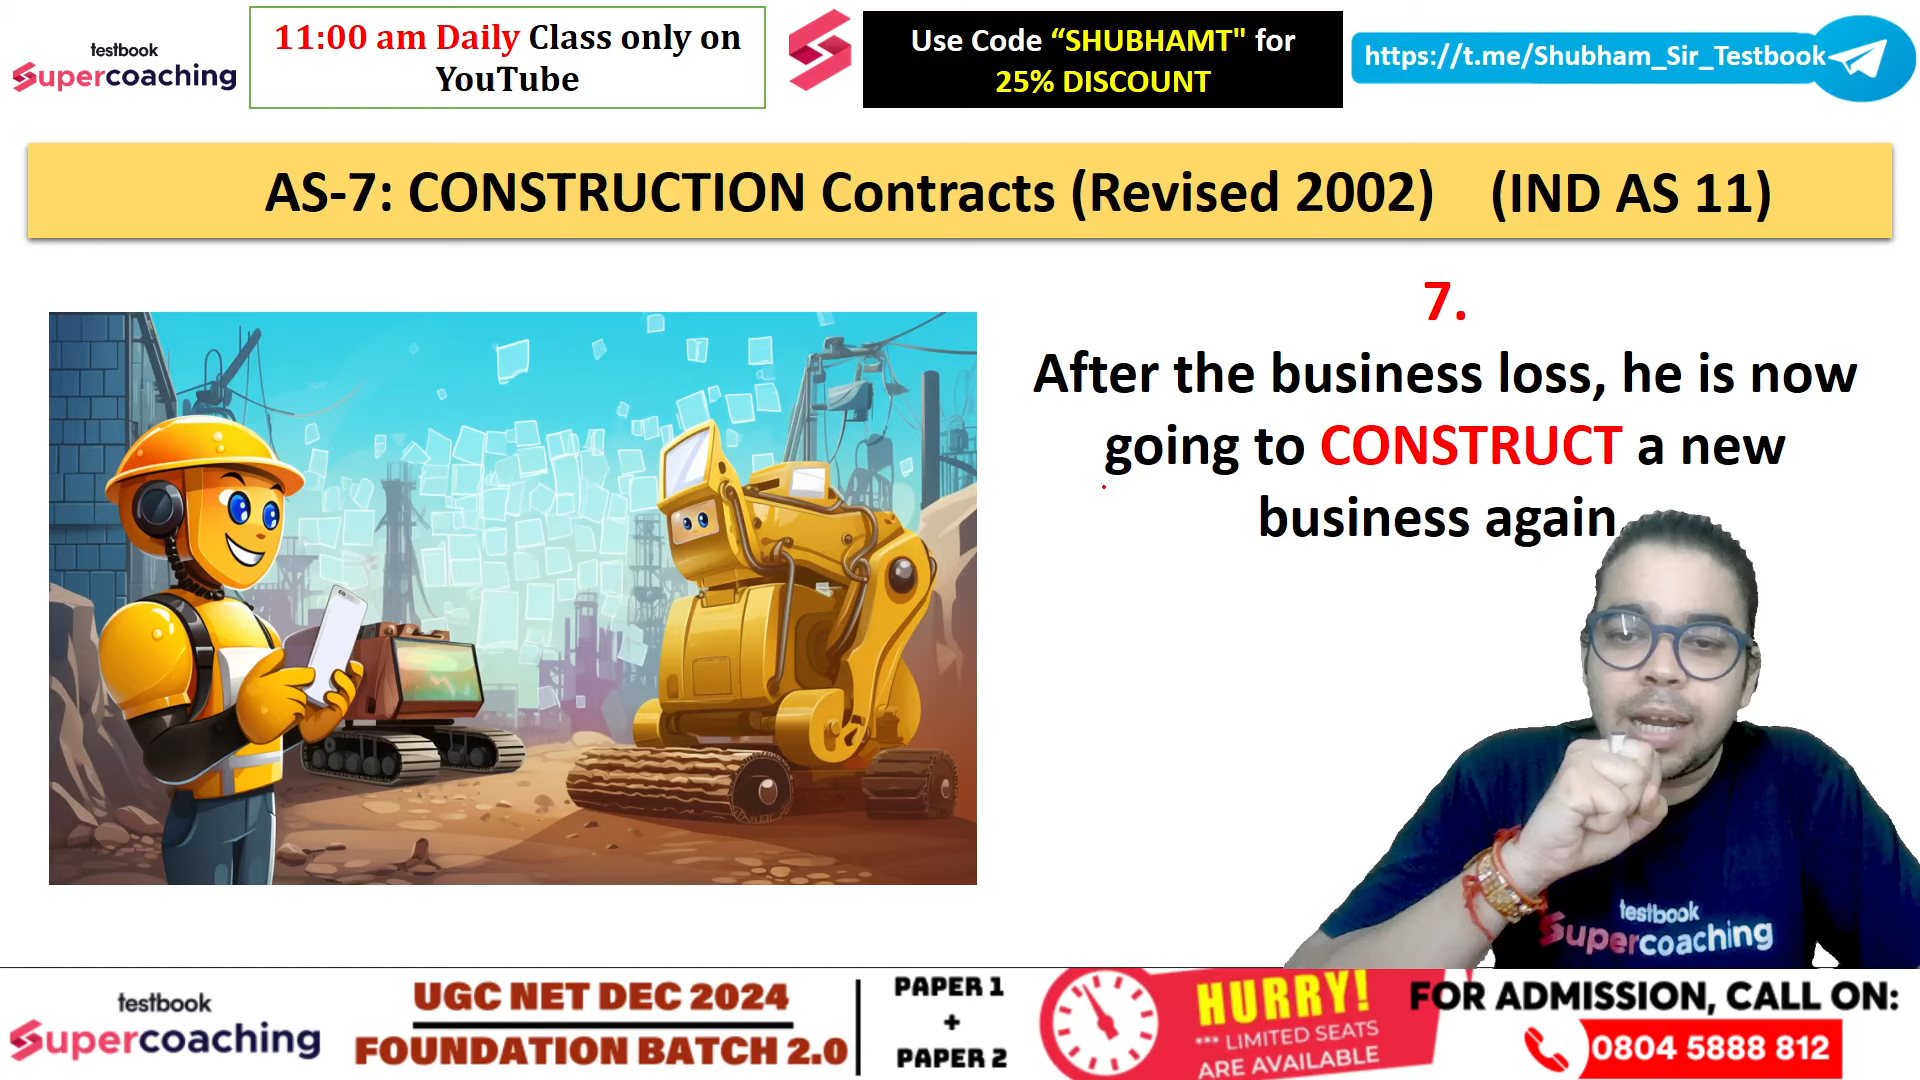 testbook
Supercoaching
11:00 am Daily Class only on
YouTube
Use Code “SHUBHAMT" for
25% DISCOUNT
https://t.me/Shubham_Sir_Testbook
AS-7: CONSTRUCTION Contracts (Revised 2002) (IND AS 11)
7.
After the business loss, he is now
going to CONSTRUCT a new
business again
testbook
Supercoaching
testbook
Supercoaching
UGC NET DEC 2024
FOUNDATION BATCH 2.0
PAPER 1
+
PAPER 2
HURRY!
*** LIMITED SEATS
ARE AVAILABLE
FOR ADMISSION, CALL ON:
0804 5888 812